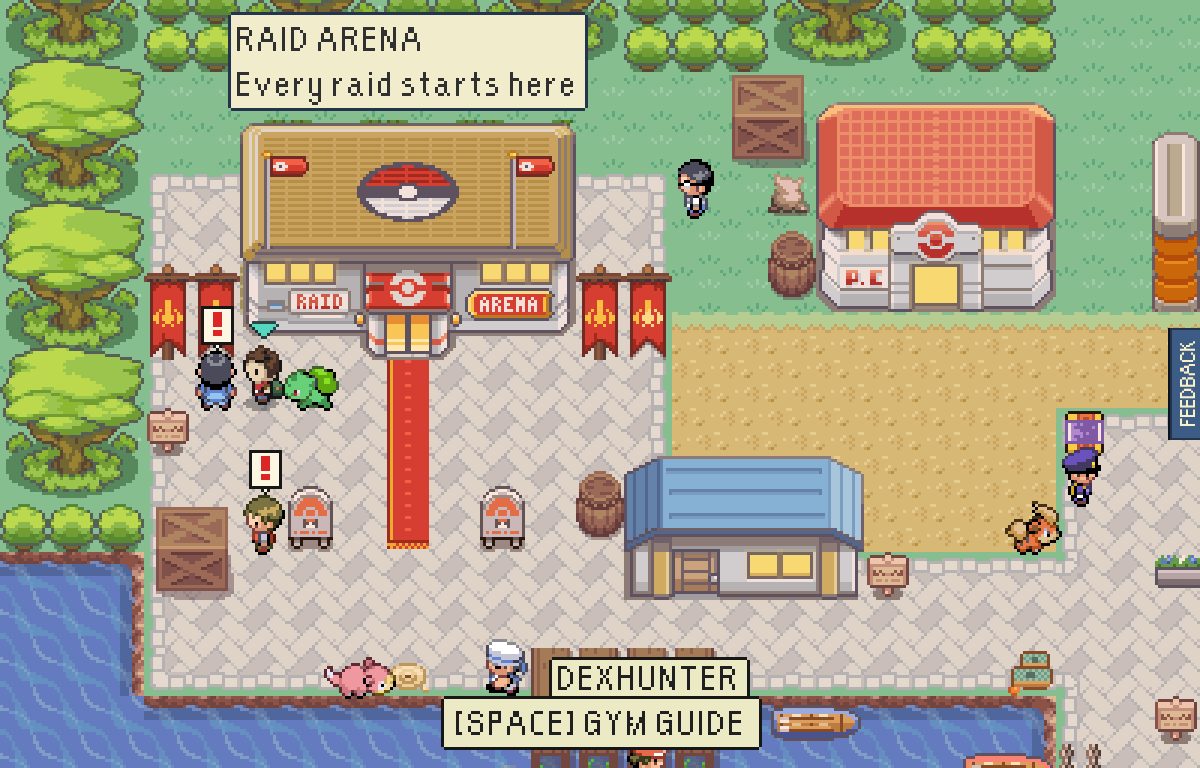 RAID ARENA
Every raid starts here
RAID
ARENA
P.C
!
!
FEEDBACK
DEXHUNTER
[SPACE] GYM GUIDE